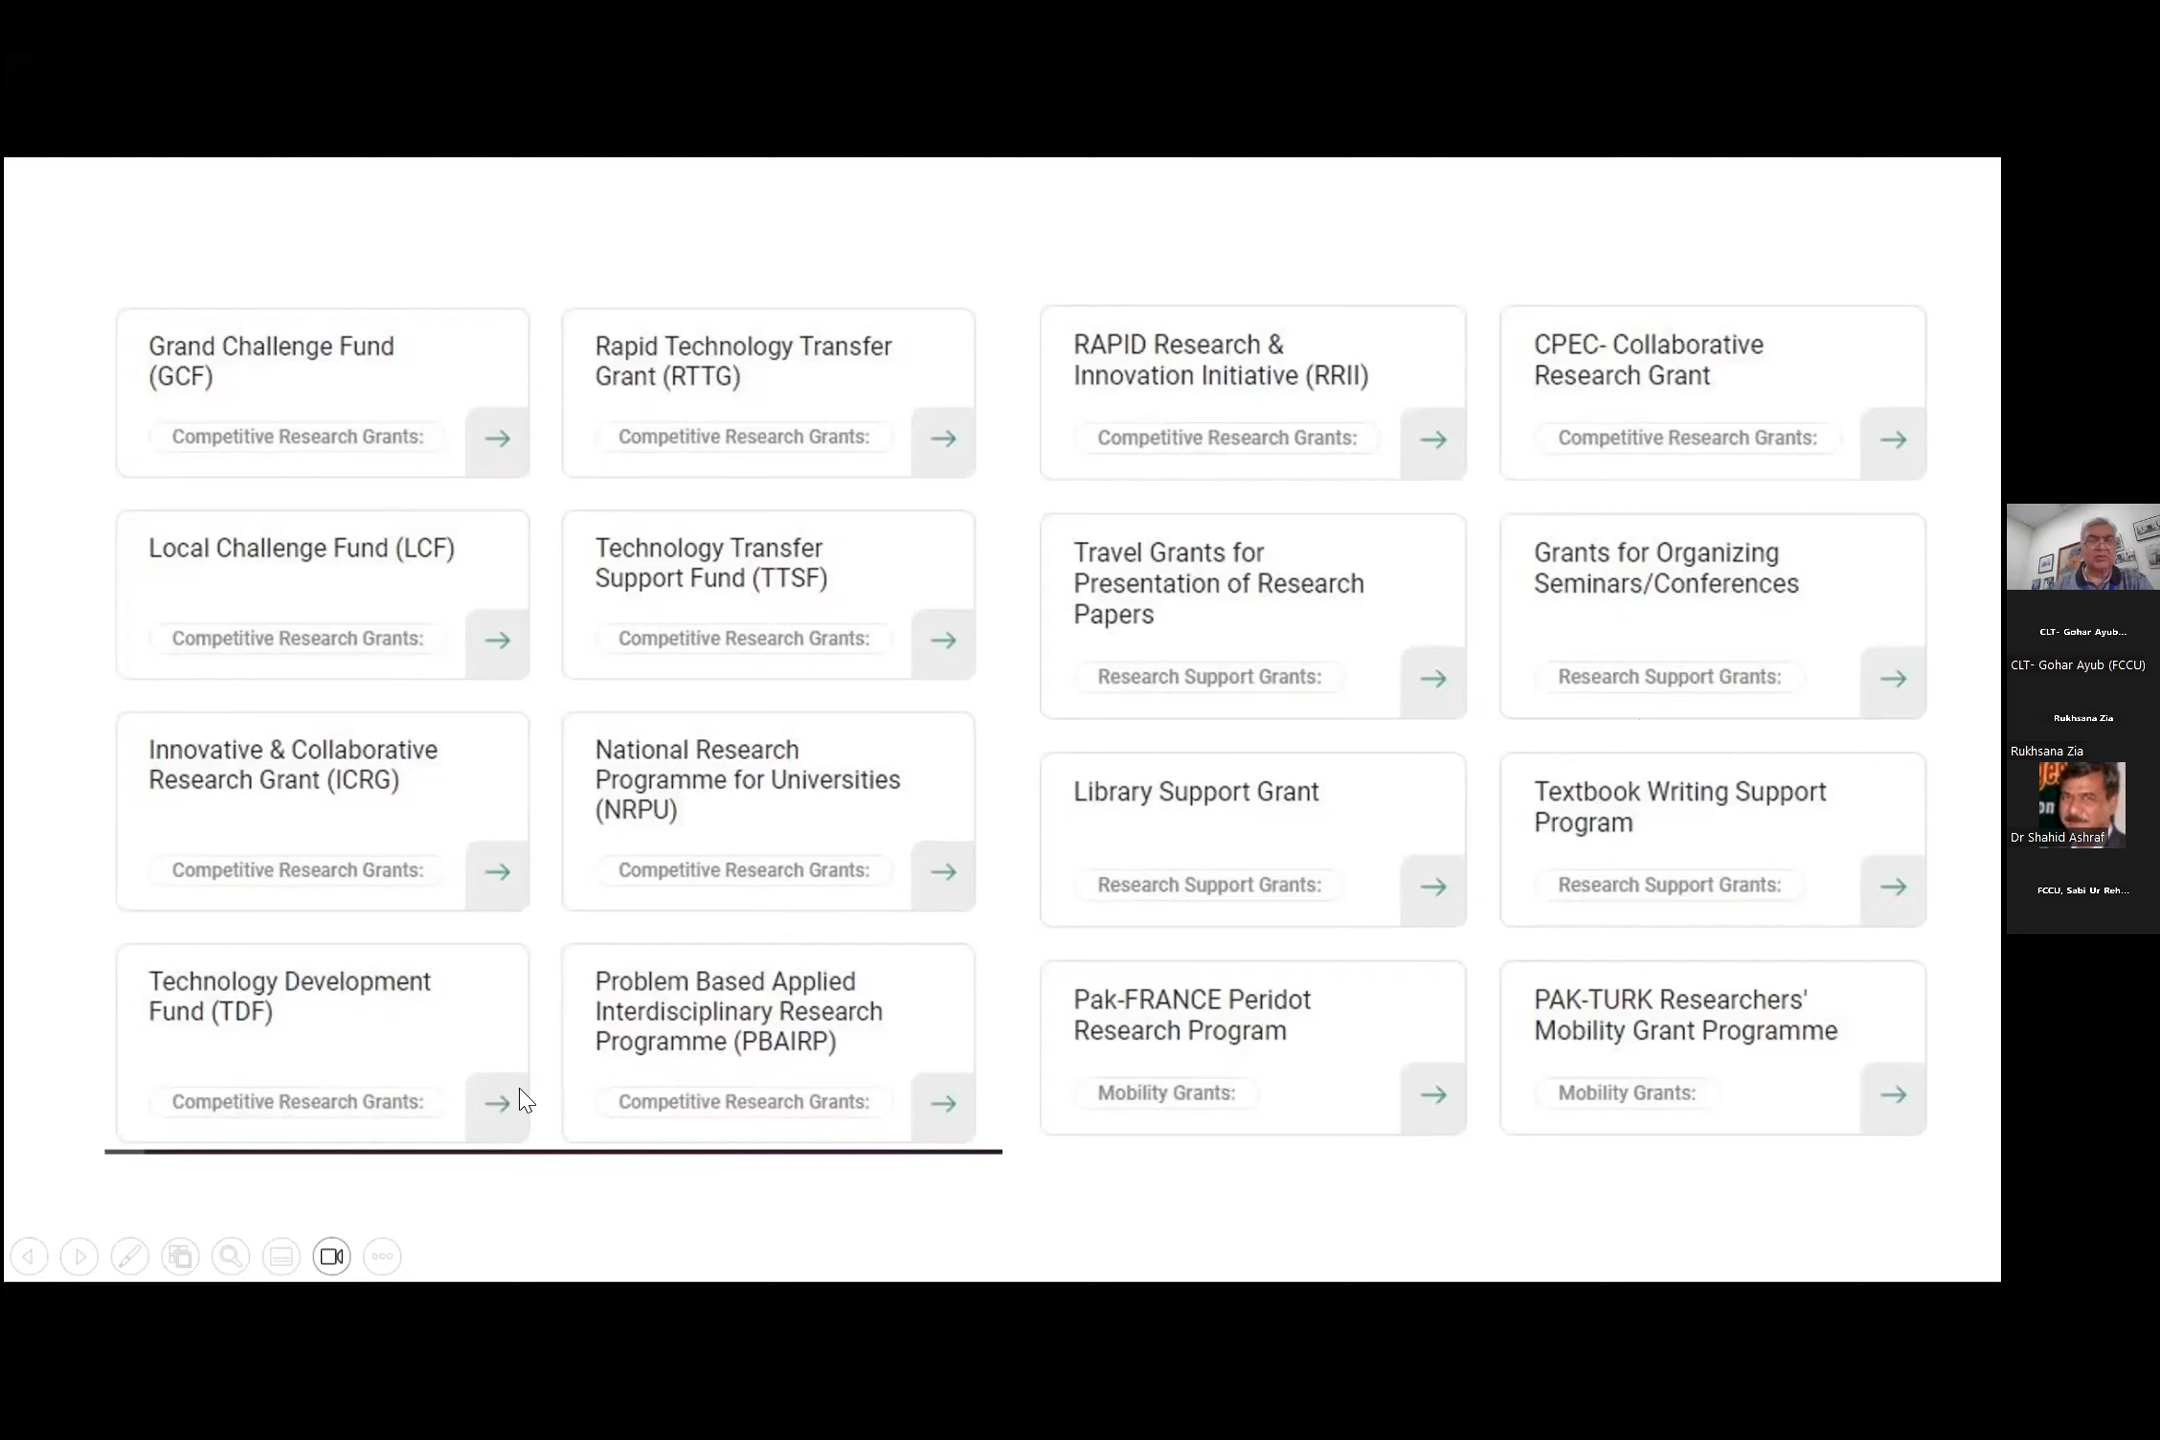 Grand Challenge Fund
(GCF)
Competitive Research Grants:
Rapid Technology Transfer
Grant (RTTG)
Competitive Research Grants:
RAPID Research &
Innovation Initiative (RRII)
Competitive Research Grants:
CPEC- Collaborative
Research Grant
Competitive Research Grants:
Local Challenge Fund (LCF)
Competitive Research Grants:
Technology Transfer
Support Fund (TTSF)
Competitive Research Grants:
Travel Grants for
Presentation of Research
Papers
Research Support Grants:
Grants for Organizing
Seminars/Conferences
Research Support Grants:
Innovative & Collaborative
Research Grant (ICRG)
Competitive Research Grants:
National Research
Programme for Universities
(NRPU)
Competitive Research Grants:
Library Support Grant
Research Support Grants:
Textbook Writing Support
Program
Research Support Grants:
Technology Development
Fund (TDF)
Competitive Research Grants:
Problem Based Applied
Interdisciplinary Research
Programme (PBAIRP)
Competitive Research Grants:
Pak-FRANCE Peridot
Research Program
Mobility Grants:
PAK-TURK Researchers'
Mobility Grant Programme
Mobility Grants:
CLT- Gohar Ayub...
CLT- Gohar Ayub (FCCU)
Rukhsana Zia
Rukhsana Zia
Dr Shahid Ashraf
FCCU, Sabi Ur Reh...